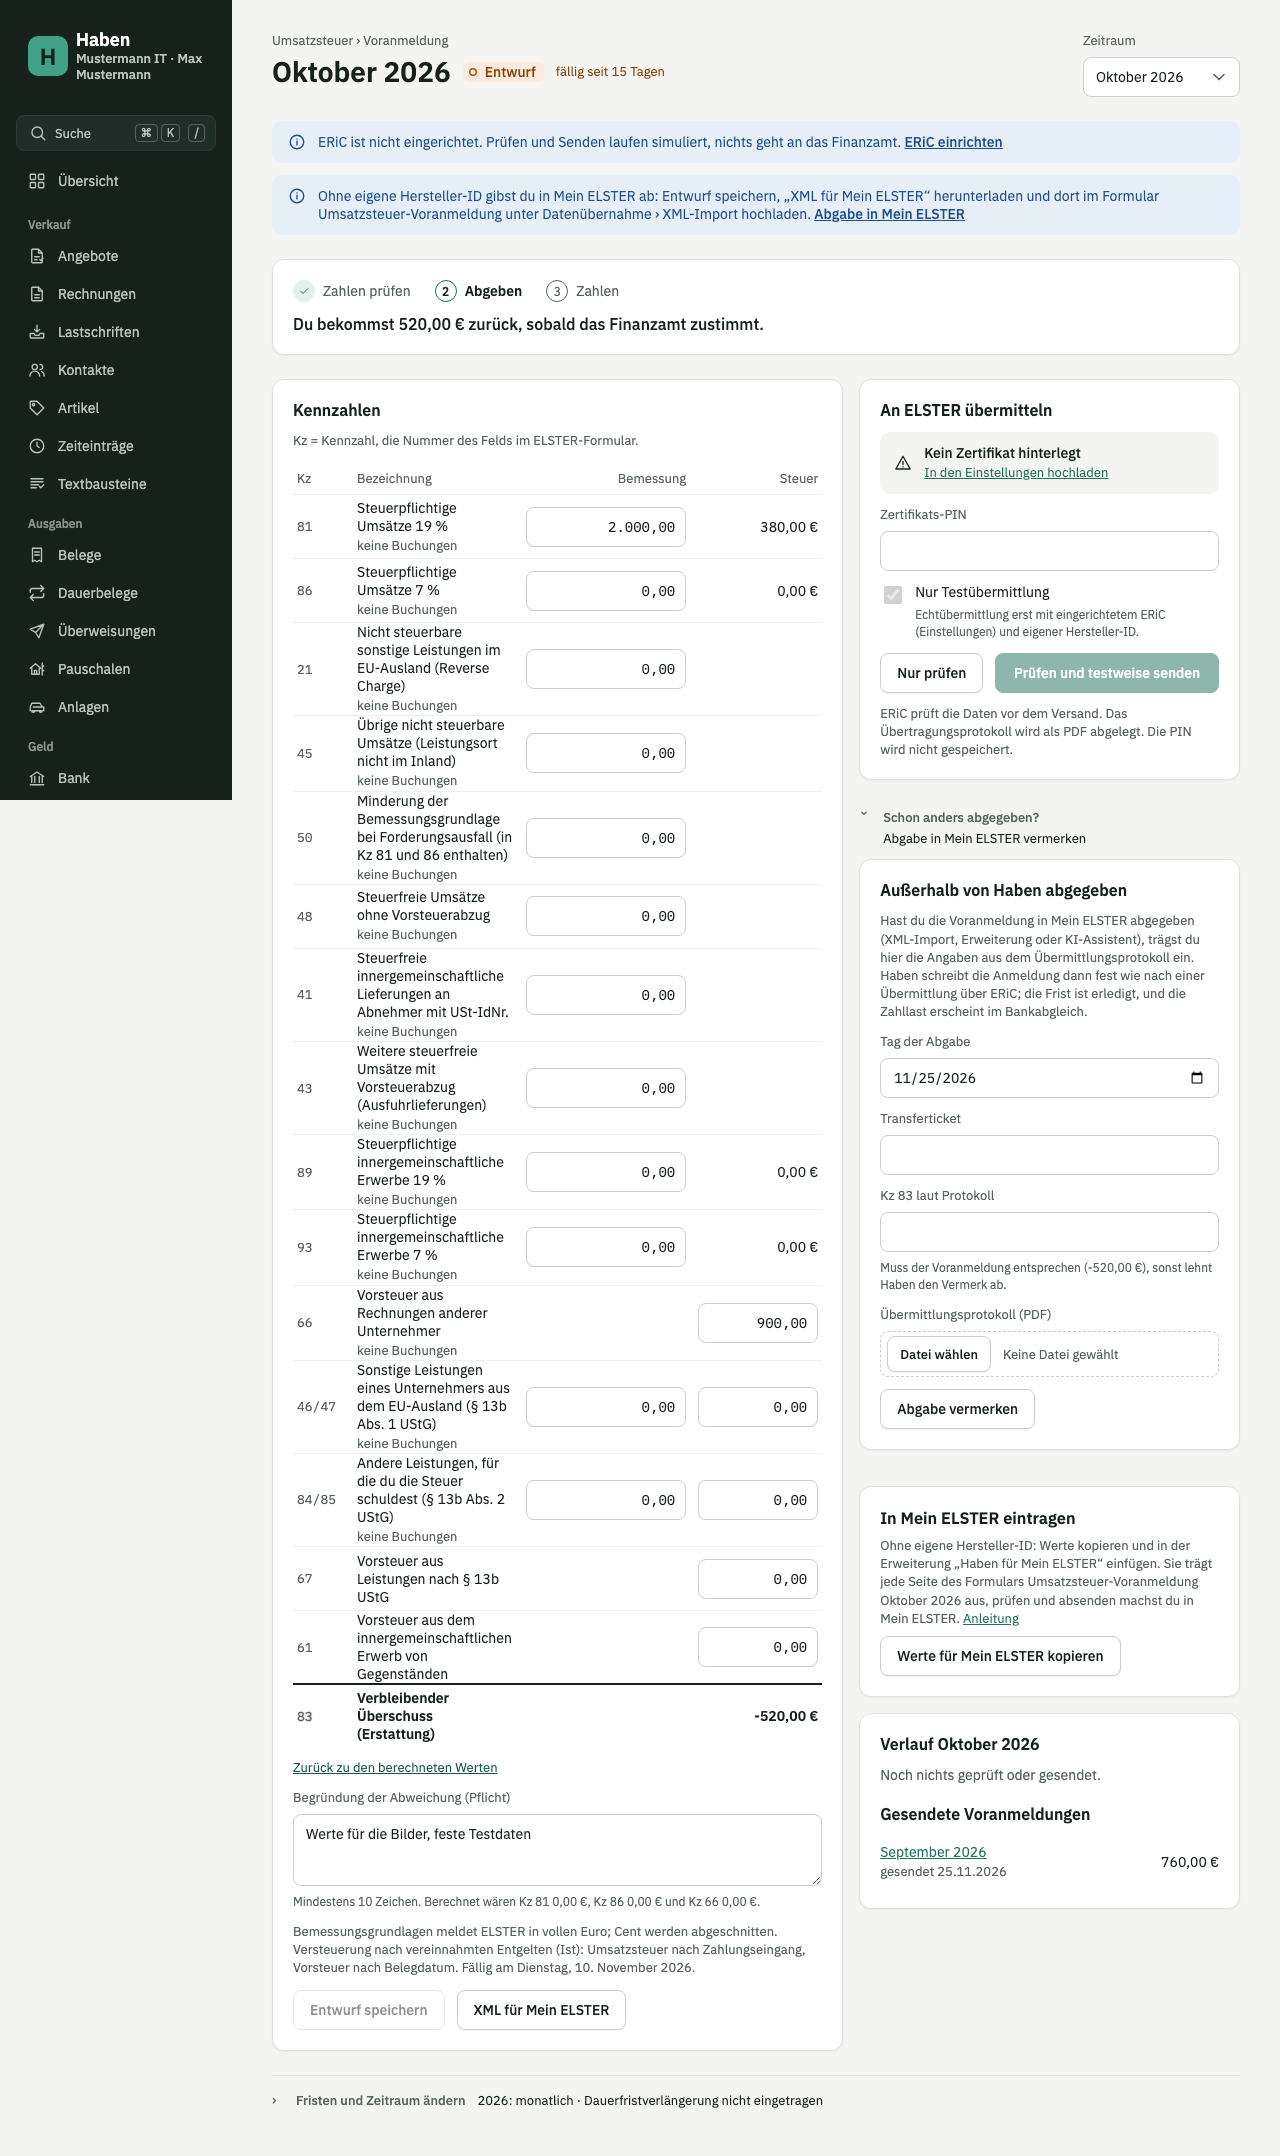 H
Haben
Mustermann IT · Max
Mustermann
Suche
⌘ K /
Übersicht
Verkauf
Angebote
Rechnungen
Lastschriften
Kontakte
Artikel
Zeiteinträge
Textbausteine
Ausgaben
Belege
Dauerbelege
Überweisungen
Pauschalen
Anlagen
Geld
Bank
Umsatzsteuer › Voranmeldung
Oktober 2026
Entwurf
fällig seit 15 Tagen
Zeitraum
Oktober 2026
ERiC ist nicht eingerichtet. Prüfen und Senden laufen simuliert, nichts geht an das Finanzamt. ERiC einrichten
Ohne eigene Hersteller-ID gibst du in Mein ELSTER ab: Entwurf speichern, „XML für Mein ELSTER“ herunterladen und dort im Formular
Umsatzsteuer-Voranmeldung unter Datenübernahme › XML-Import hochladen. Abgabe in Mein ELSTER
Zahlen prüfen
2 Abgeben
3 Zahlen
Du bekommst 520,00 € zurück, sobald das Finanzamt zustimmt.
Kennzahlen
Kz = Kennzahl, die Nummer des Felds im ELSTER-Formular.
Kz Bezeichnung Bemessung Steuer
Steuerpflichtige
81 Umsätze 19 % 2.000,00 380,00 €
keine Buchungen
Steuerpflichtige
86 Umsätze 7 % 0,00 0,00 €
keine Buchungen
Nicht steuerbare
sonstige Leistungen im
21 EU-Ausland (Reverse 0,00
Charge)
keine Buchungen
Übrige nicht steuerbare
Umsätze (Leistungsort
45 nicht im Inland) 0,00
keine Buchungen
Minderung der
Bemessungsgrundlage
50 bei Forderungsausfall (in 0,00
Kz 81 und 86 enthalten)
keine Buchungen
Steuerfreie Umsätze
48 ohne Vorsteuerabzug 0,00
keine Buchungen
Steuerfreie
innergemeinschaftliche
41 Lieferungen an 0,00
Abnehmer mit USt-IdNr.
keine Buchungen
Weitere steuerfreie
Umsätze mit
43 Vorsteuerabzug 0,00
(Ausfuhrlieferungen)
keine Buchungen
Steuerpflichtige
innergemeinschaftliche
89 Erwerbe 19 % 0,00 0,00 €
keine Buchungen
Steuerpflichtige
innergemeinschaftliche
93 Erwerbe 7 % 0,00 0,00 €
keine Buchungen
Vorsteuer aus
Rechnungen anderer
66 Unternehmer 900,00
keine Buchungen
Sonstige Leistungen
eines Unternehmers aus
46/47 dem EU-Ausland (§ 13b 0,00 0,00
Abs. 1 UStG)
keine Buchungen
Andere Leistungen, für
die du die Steuer
84/85 schuldest (§ 13b Abs. 2 0,00 0,00
UStG)
keine Buchungen
Vorsteuer aus
67 Leistungen nach § 13b 0,00
UStG
Vorsteuer aus dem
innergemeinschaftlichen
61 Erwerb von 0,00
Gegenständen
Verbleibender
83 Überschuss -520,00 €
(Erstattung)
Zurück zu den berechneten Werten
Begründung der Abweichung (Pflicht)
Werte für die Bilder, feste Testdaten
Mindestens 10 Zeichen. Berechnet wären Kz 81 0,00 €, Kz 86 0,00 € und Kz 66 0,00 €.
Bemessungsgrundlagen meldet ELSTER in vollen Euro; Cent werden abgeschnitten.
Versteuerung nach vereinnahmten Entgelten (Ist): Umsatzsteuer nach Zahlungseingang,
Vorsteuer nach Belegdatum. Fällig am Dienstag, 10. November 2026.
Entwurf speichern
XML für Mein ELSTER
An ELSTER übermitteln
Kein Zertifikat hinterlegt
In den Einstellungen hochladen
Zertifikats-PIN
Nur Testübermittlung
Echtübermittlung erst mit eingerichtetem ERiC
(Einstellungen) und eigener Hersteller-ID.
Nur prüfen
Prüfen und testweise senden
ERiC prüft die Daten vor dem Versand. Das
Übertragungsprotokoll wird als PDF abgelegt. Die PIN
wird nicht gespeichert.
Schon anders abgegeben?
Abgabe in Mein ELSTER vermerken
Außerhalb von Haben abgegeben
Hast du die Voranmeldung in Mein ELSTER abgegeben
(XML-Import, Erweiterung oder KI-Assistent), trägst du
hier die Angaben aus dem Übermittlungsprotokoll ein.
Haben schreibt die Anmeldung dann fest wie nach einer
Übermittlung über ERiC; die Frist ist erledigt, und die
Zahllast erscheint im Bankabgleich.
Tag der Abgabe
11/25/2026
Transferticket
Kz 83 laut Protokoll
Muss der Voranmeldung entsprechen (-520,00 €), sonst lehnt
Haben den Vermerk ab.
Übermittlungsprotokoll (PDF)
Datei wählen
Keine Datei gewählt
Abgabe vermerken
In Mein ELSTER eintragen
Ohne eigene Hersteller-ID: Werte kopieren und in der
Erweiterung „Haben für Mein ELSTER“ einfügen. Sie trägt
jede Seite des Formulars Umsatzsteuer-Voranmeldung
Oktober 2026 aus, prüfen und absenden machst du in
Mein ELSTER. Anleitung
Werte für Mein ELSTER kopieren
Verlauf Oktober 2026
Noch nichts geprüft oder gesendet.
Gesendete Voranmeldungen
September 2026
760,00 €
gesendet 25.11.2026
Fristen und Zeitraum ändern 2026: monatlich · Dauerfristverlängerung nicht eingetragen